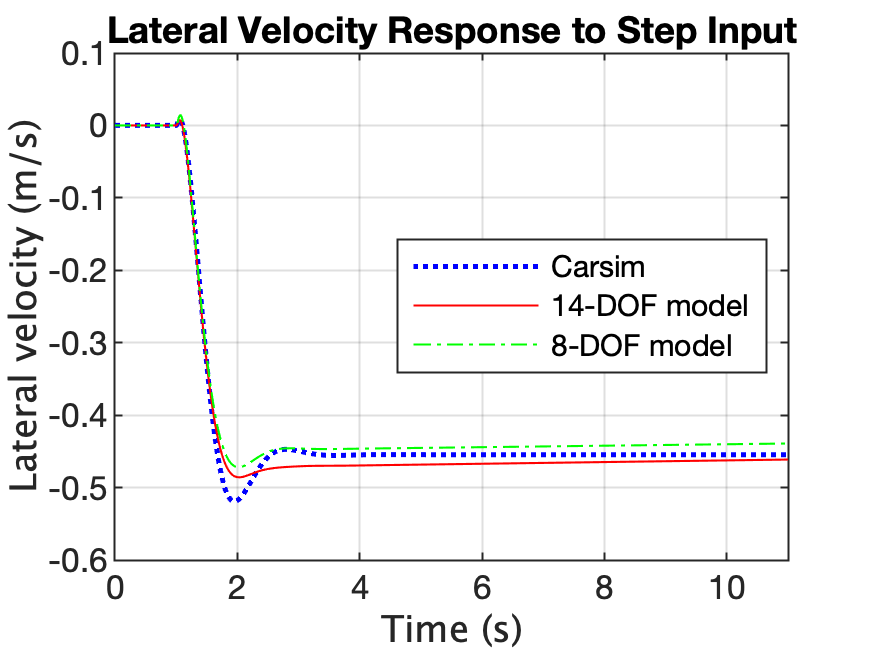 Lateral Velocity Response to Step Input
0.1
0
-0.1
-0.2
-0.3
-0.4
-0.5
-0.6
Lateral velocity (m/s)
Carsim
14-DOF model
8-DOF model
0 2 4 6 8 10
Time (s)